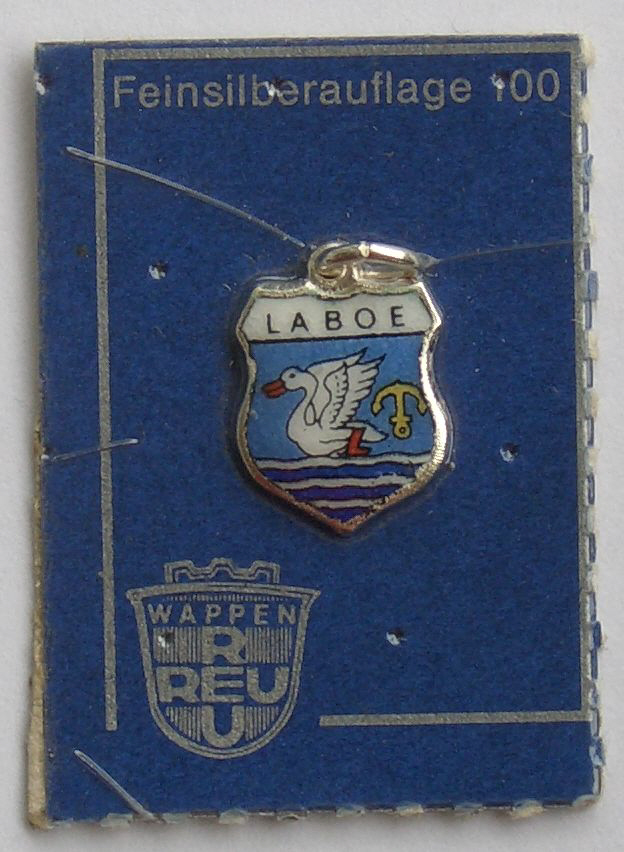 Feinsilberauflage 100
LABOE
WAPPEN
R
REU
U